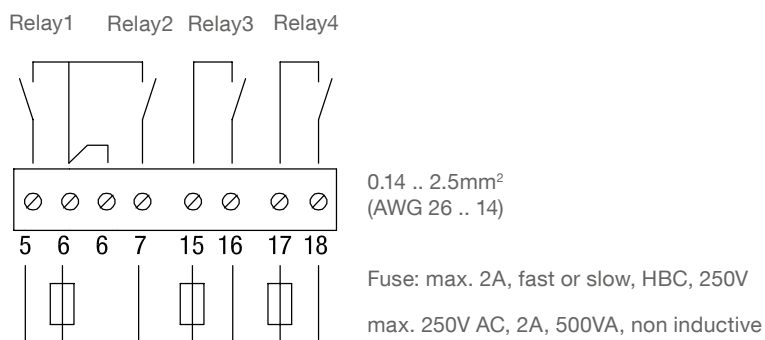 Relay1 Relay2 Relay3 Relay4
0.14 .. 2.5mm²
(AWG 26 .. 14)
5 6 6 7 15 16 17 18
Fuse: max. 2A, fast or slow, HBC, 250V
max. 250V AC, 2A, 500VA, non inductive